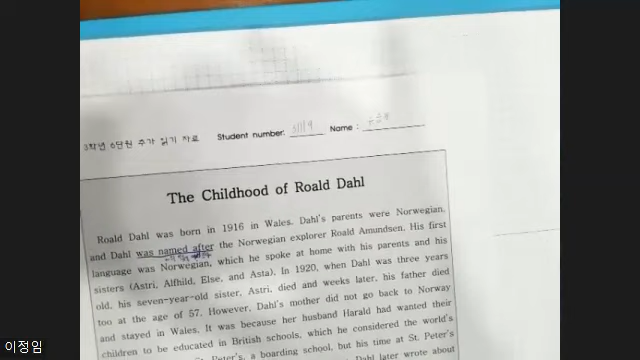 3학년 6단원 추가 읽기 자료 Student number: 31119 Name :
The Childhood of Roald Dahl
Roald Dahl was born in 1916 in Wales. Dahl's parents were Norwegian,
and Dahl was named after the Norwegian explorer Roald Amundsen. His first
language was Norwegian, which he spoke at home with his parents and his
sisters (Astri, Alfhild, Else, and Asta). In 1920, when Dahl was three years
old, his seven-year-old sister, Astri, died and weeks later, his father died
too at the age of 57. However, Dahl's mother did not go back to Norway
and stayed in Wales. It was because her husband Harald had wanted their
children to be educated in British schools, which he considered the world's
St. Peter's, a boarding school, but his time at St. Peter's
Dahl later wrote about
이정임